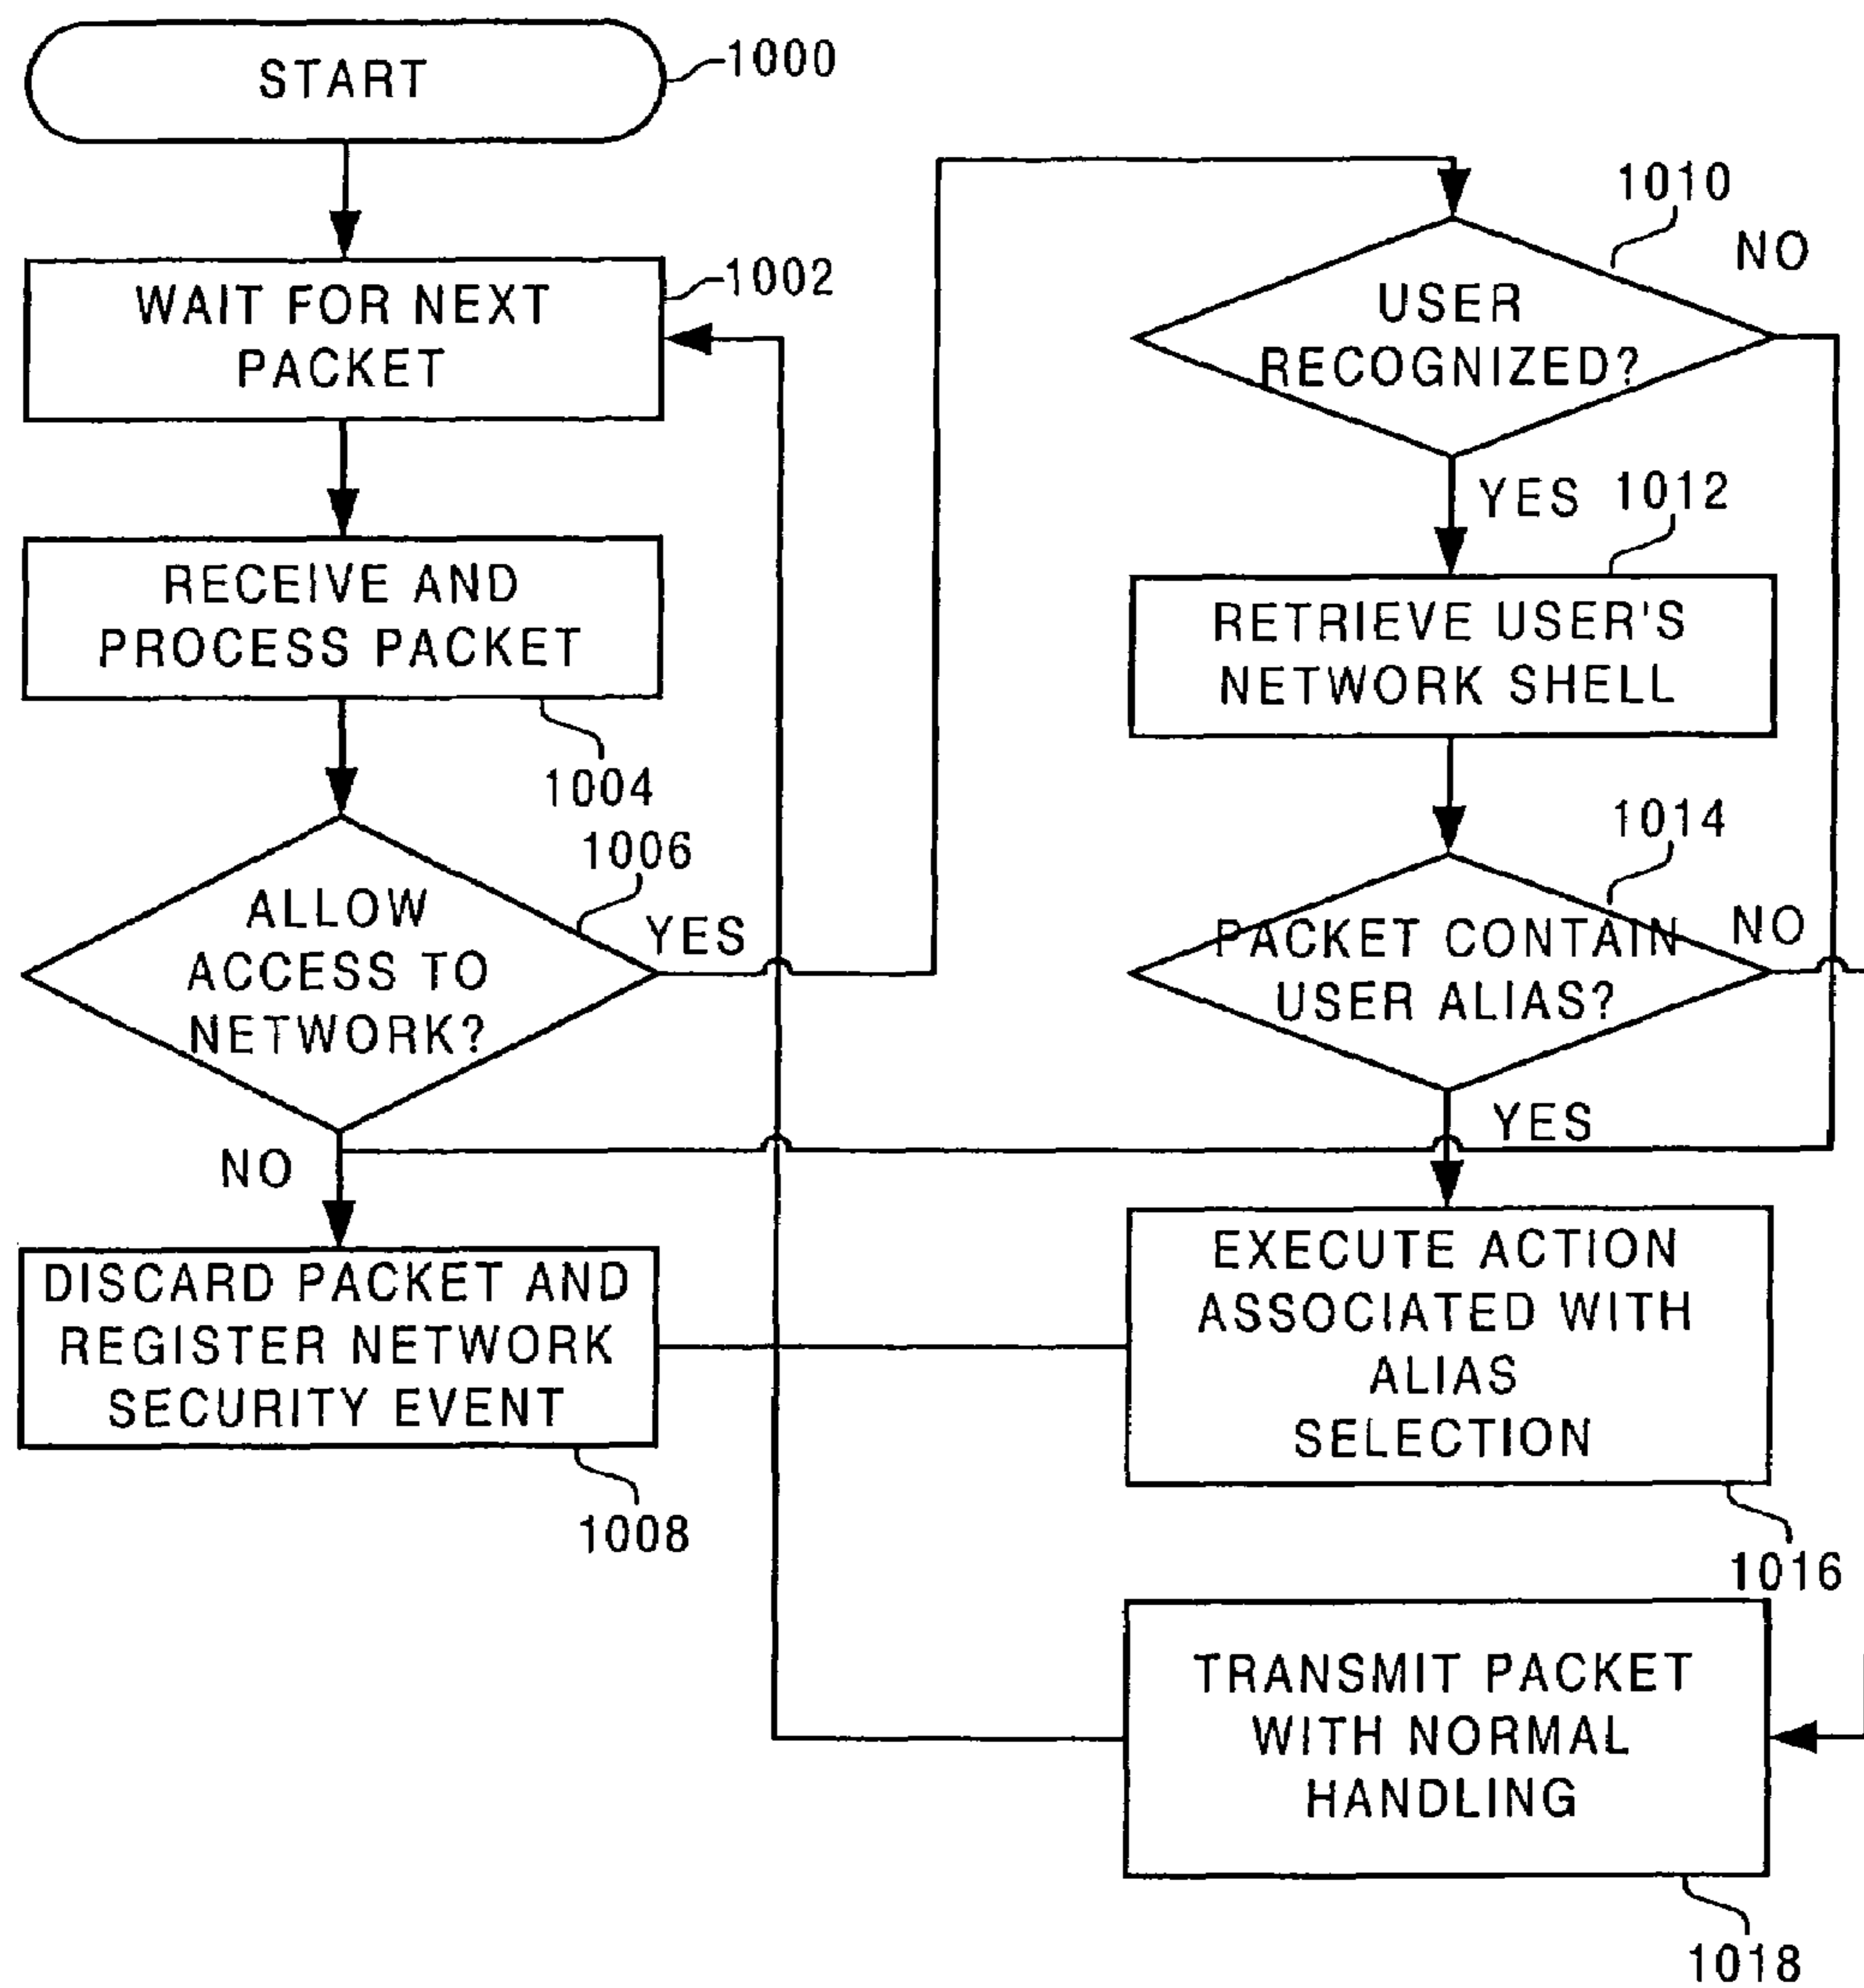 START
1000
WAIT FOR NEXT
PACKET
1002
RECEIVE AND
PROCESS PACKET
1004
ALLOW
ACCESS TO
NETWORK?
1006
YES
NO
DISCARD PACKET AND
REGISTER NETWORK
SECURITY EVENT
1008
USER
RECOGNIZED?
1010
NO
YES
RETRIEVE USER'S
NETWORK SHELL
1012
PACKET CONTAIN
USER ALIAS?
1014
NO
YES
EXECUTE ACTION
ASSOCIATED WITH
ALIAS
SELECTION
1016
TRANSMIT PACKET
WITH NORMAL
HANDLING
1018